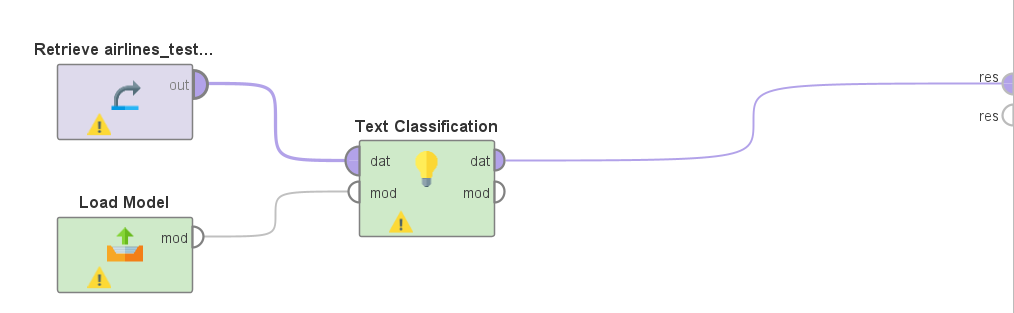 Retrieve airlines_test...
out
res
res
Text Classification
dat
dat
mod
mod
Load Model
mod